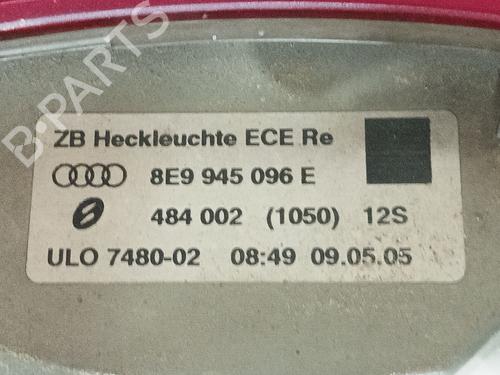 B-PARTS
ZB Heckleuchte ECE Re
8E9 945 096 E
484 002 (1050) 12S
ULO 7480-02 08:49 09.05.05